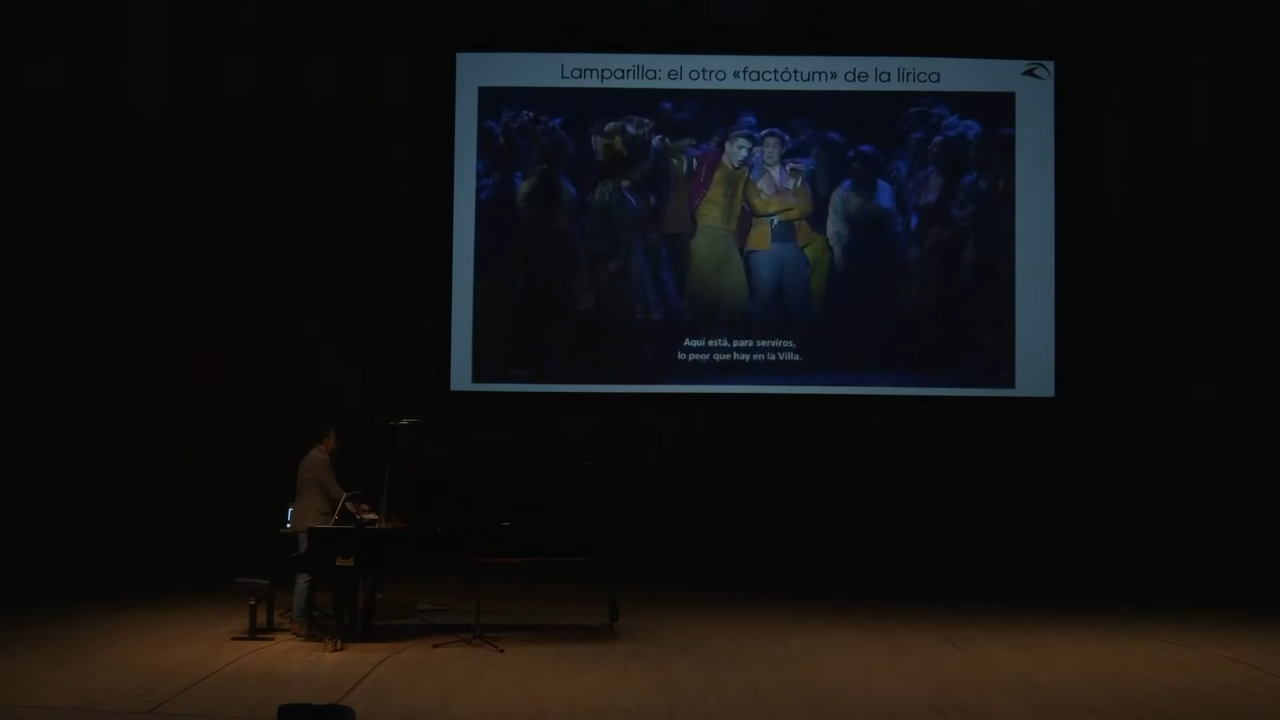 Lamparilla: el otro «factótum» de la lírica
Aquí está, para serviros,
lo peor que hay en la Villa.